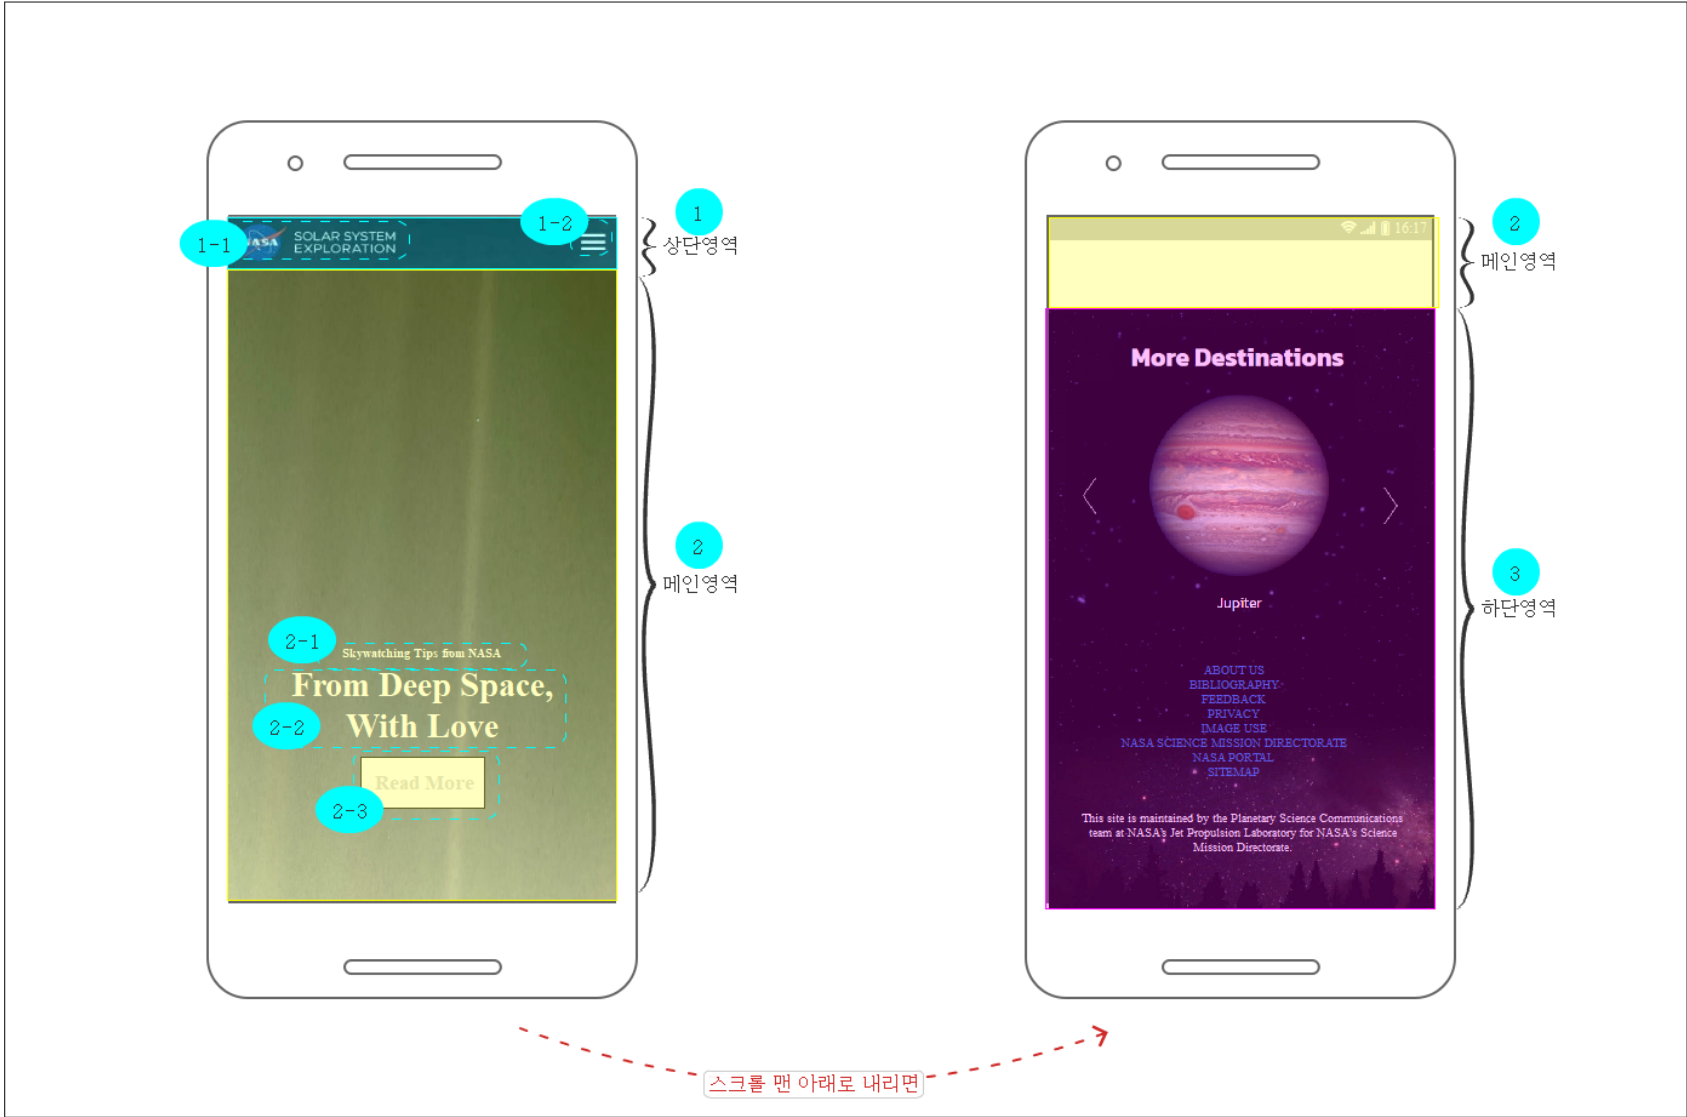 1-1
NASA
SOLAR SYSTEM
EXPLORATION
1-2
1
상단영역
2
메인영역
2-1
Skywatching Tips from NASA
From Deep Space,
With Love
2-2
Read More
2-3
16:17
2
메인영역
More Destinations
Jupiter
3
하단영역
ABOUT US
BIBLIOGRAPHY
FEEDBACK
PRIVACY
IMAGE USE
NASA SCIENCE MISSION DIRECTORATE
NASA PORTAL
SITEMAP
This site is maintained by the Planetary Science Communications
team at NASA's Jet Propulsion Laboratory for NASA's Science
Mission Directorate.
스크롤 맨 아래로 내리면